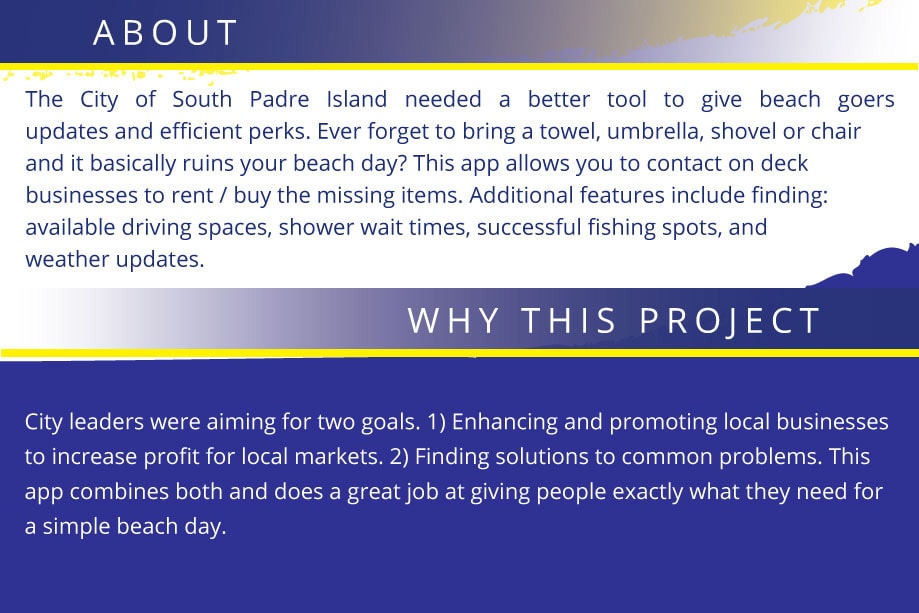 ABOUT
The City of South Padre Island needed a better tool to give beach goers
updates and efficient perks. Ever forget to bring a towel, umbrella, shovel or chair
and it basically ruins your beach day? This app allows you to contact on deck
businesses to rent / buy the missing items. Additional features include finding:
available driving spaces, shower wait times, successful fishing spots, and
weather updates.
WHY THIS PROJECT
City leaders were aiming for two goals. 1) Enhancing and promoting local businesses
to increase profit for local markets. 2) Finding solutions to common problems. This
app combines both and does a great job at giving people exactly what they need for
a simple beach day.